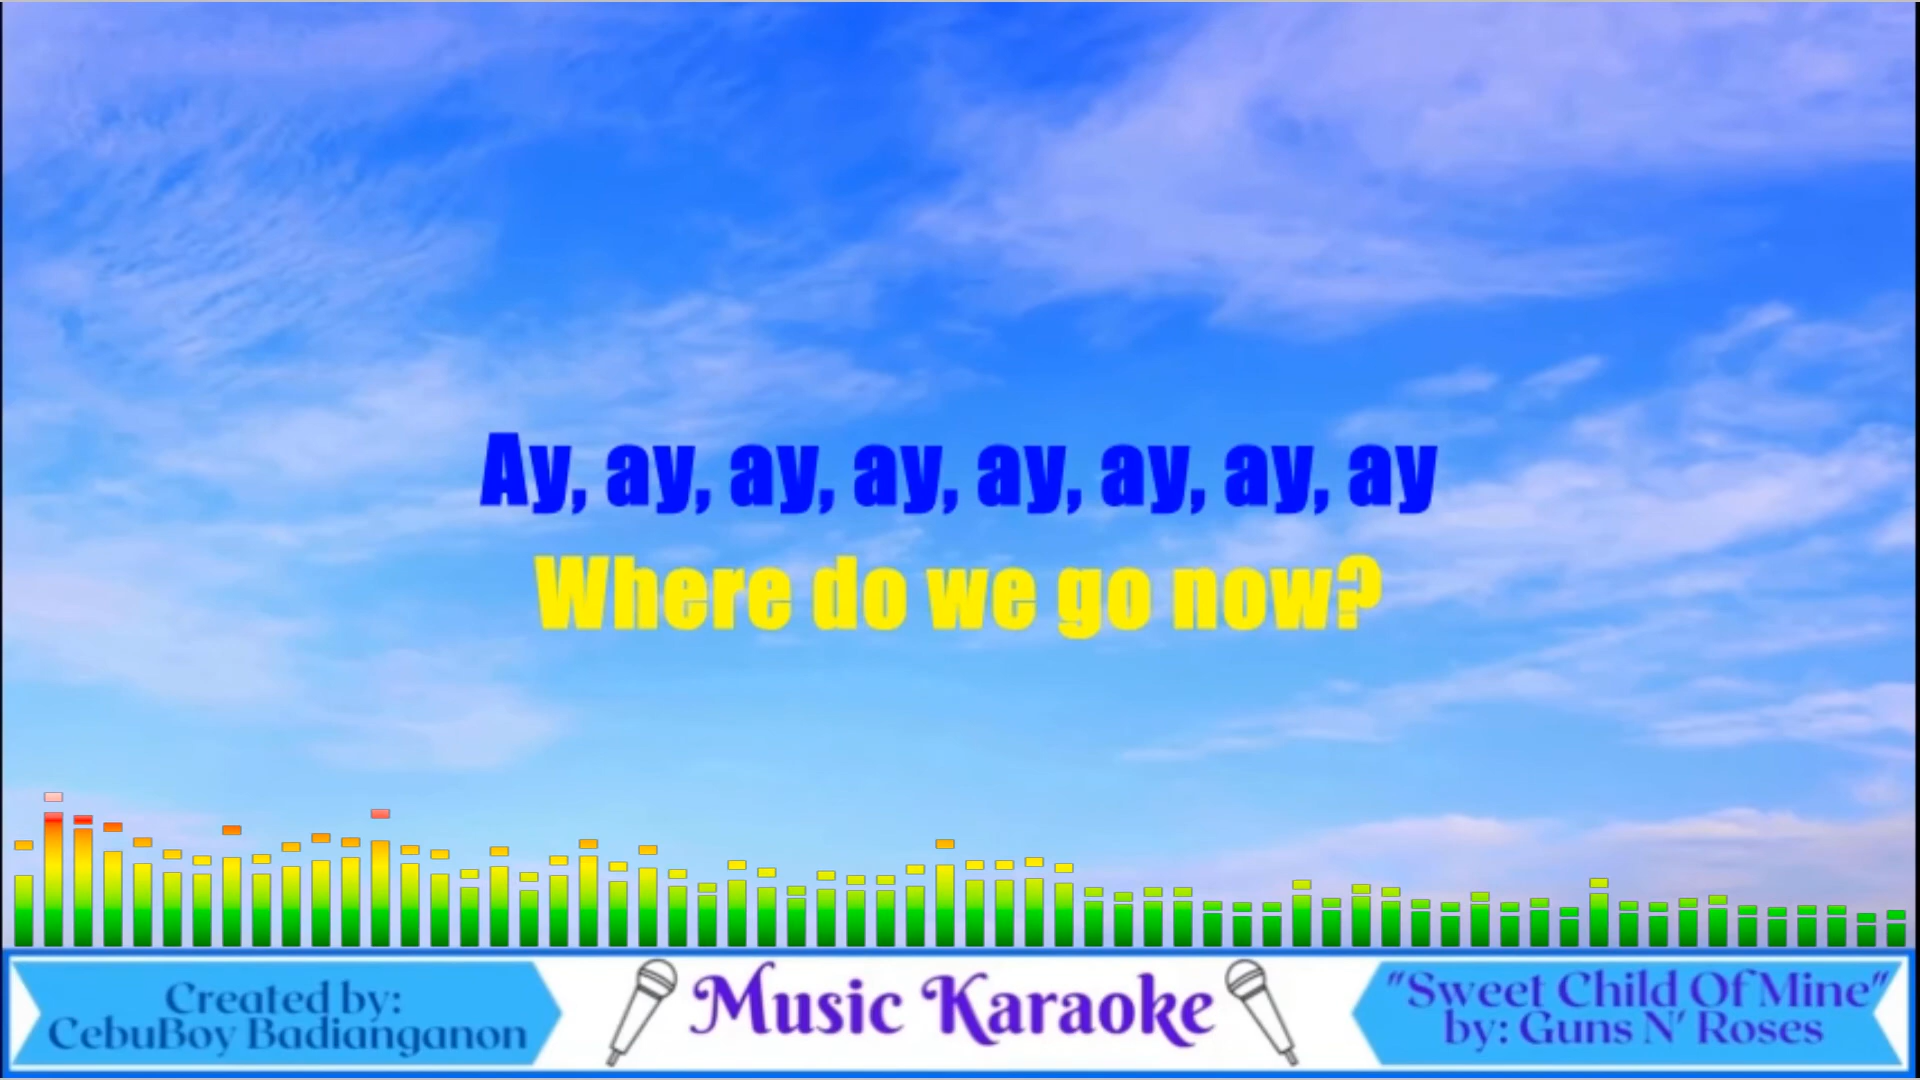 Ay, ay, ay, ay, ay, ay, ay, ay
Where do we go now?
Created by:
CebuBoy Badianganon
Music Karaoke
"Sweet Child Of Mine"
by: Guns N' Roses